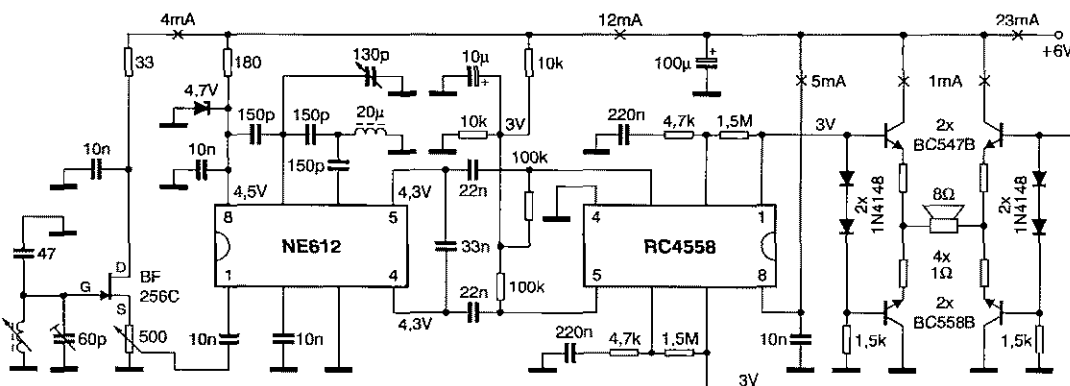 4mA
12mA
23mA
+6V
33
180
130p
10µ
+
10k
100µ
+
5mA
1mA
4,7V
150p
150p
20µ
10k
3V
220n
4,7k
1,5M
3V
2x
BC547B
10n
10n
150p
100k
4,5V
4,3V
22n
2x
1N4148
8Ω
2x
1N4148
8
5
4
1
47
NE612
33n
RC4558
D
G
S
BF
256C
1
4
5
8
100k
4x
1Ω
4,3V
22n
2x
BC558B
60p
500
10n
10n
220n
4,7k
1,5M
10n
1,5k
1,5k
3V